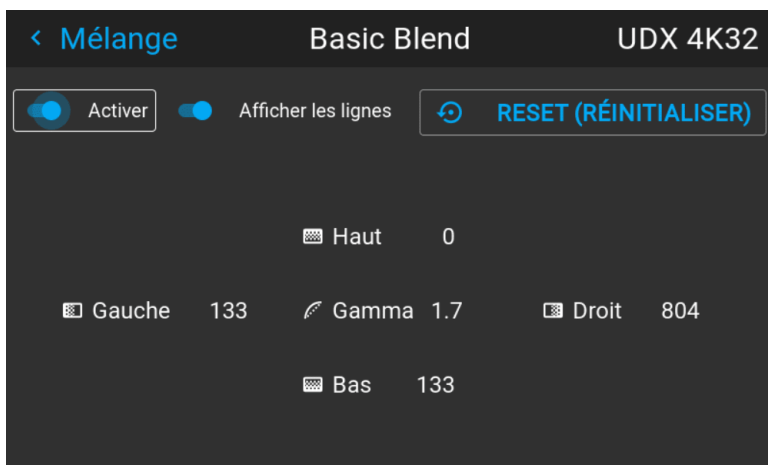 Mélange Basic Blend UDX 4K32
Activer Afficher les lignes RESET (RÉINITIALISER)
Haut 0
Gauche 133 Gamma 1.7 Droit 804
Bas 133